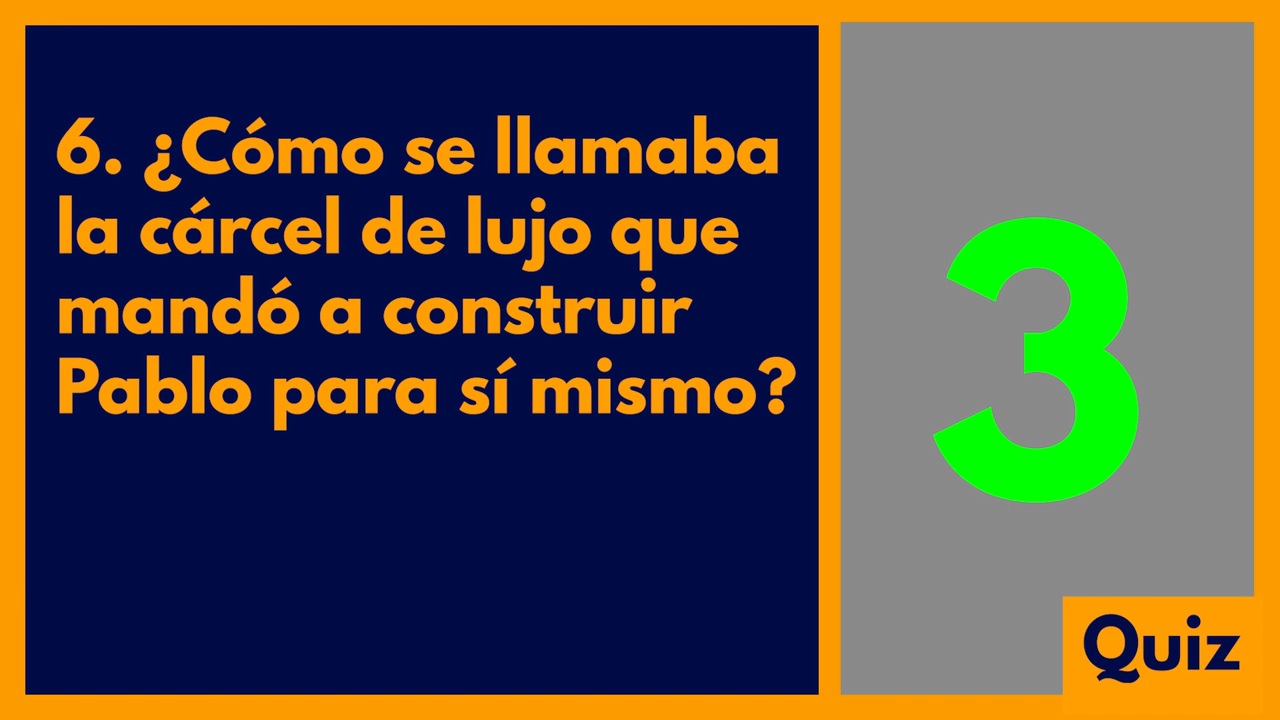 6. ¿Cómo se llamaba
la cárcel de lujo que
mandó a construir
Pablo para sí mismo?
3
Quiz